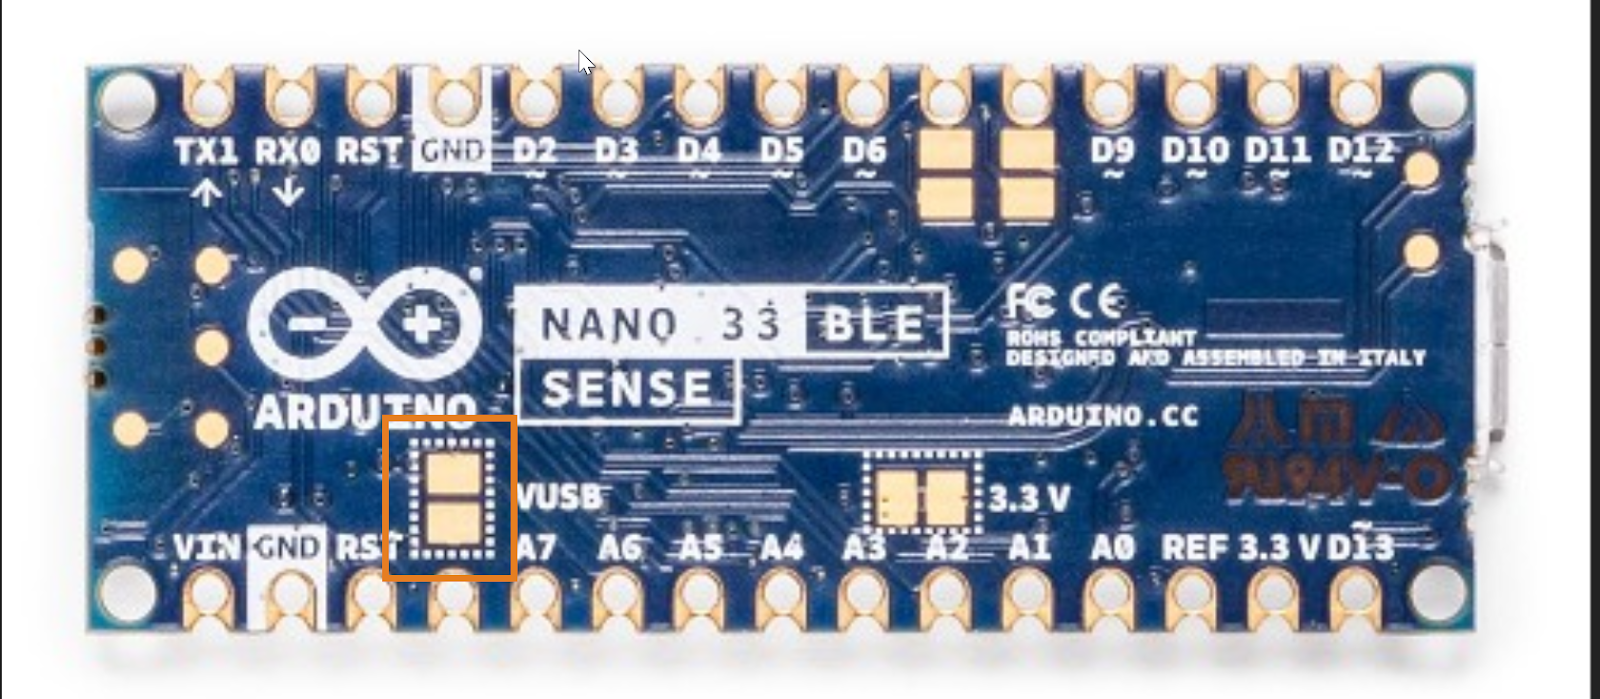 TX1 RX0 RST GND D2 D3 D4 D5 D6 D9 D10 D11 D12
~ ~ ~ ~ ~ ~ ~ ~ ~
↑ ↓
NANO 33 BLE
SENSE
FC CE
ROHS COMPLIANT
DESIGNED AND ASSEMBLED IN ITALY
ARDUINO
ARDUINO.CC
VUSB
3.3 V
~
VIN GND RST A7 A6 A5 A4 A3 A2 A1 A0 REF 3.3 V D13